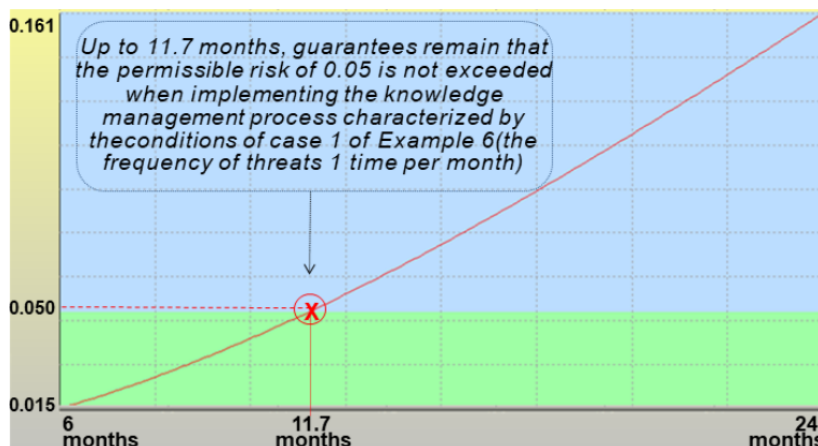 0.161
Up to 11.7 months, guarantees remain that
the permissible risk of 0.05 is not exceeded
when implementing the knowledge
management process characterized by
theconditions of case 1 of Example 6(the
frequency of threats 1 time per month)
0.050
X
0.015
6 11.7 24
months months months